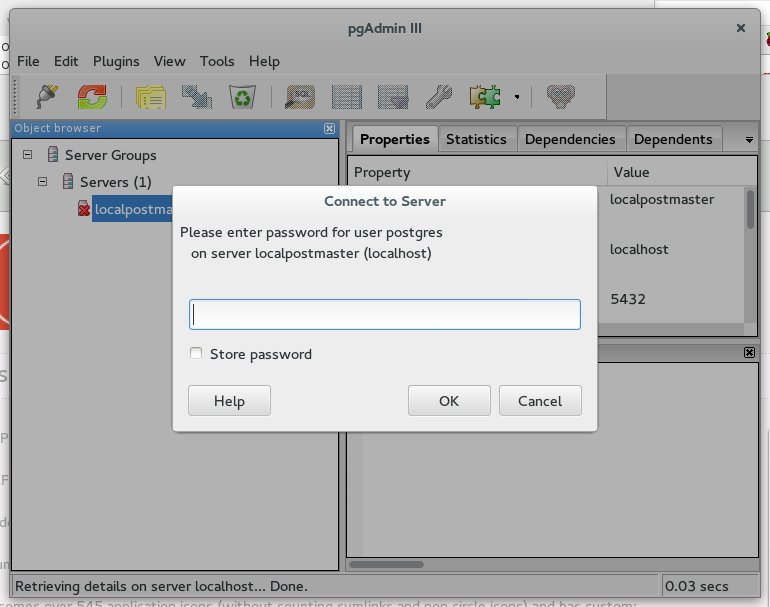 pgAdmin III
File Edit Plugins View Tools Help
SQL
Object browser
Server Groups
Servers (1)
localpostma
Properties Statistics Dependencies Dependents
Property Value
localpostmaster
localhost
5432
Connect to Server
Please enter password for user postgres
on server localpostmaster (localhost)
Store password
Help OK Cancel
Retrieving details on server localhost... Done. 0.03 secs
comes over 545 application icons (without counting symlinks and non circle icons) and has custom: